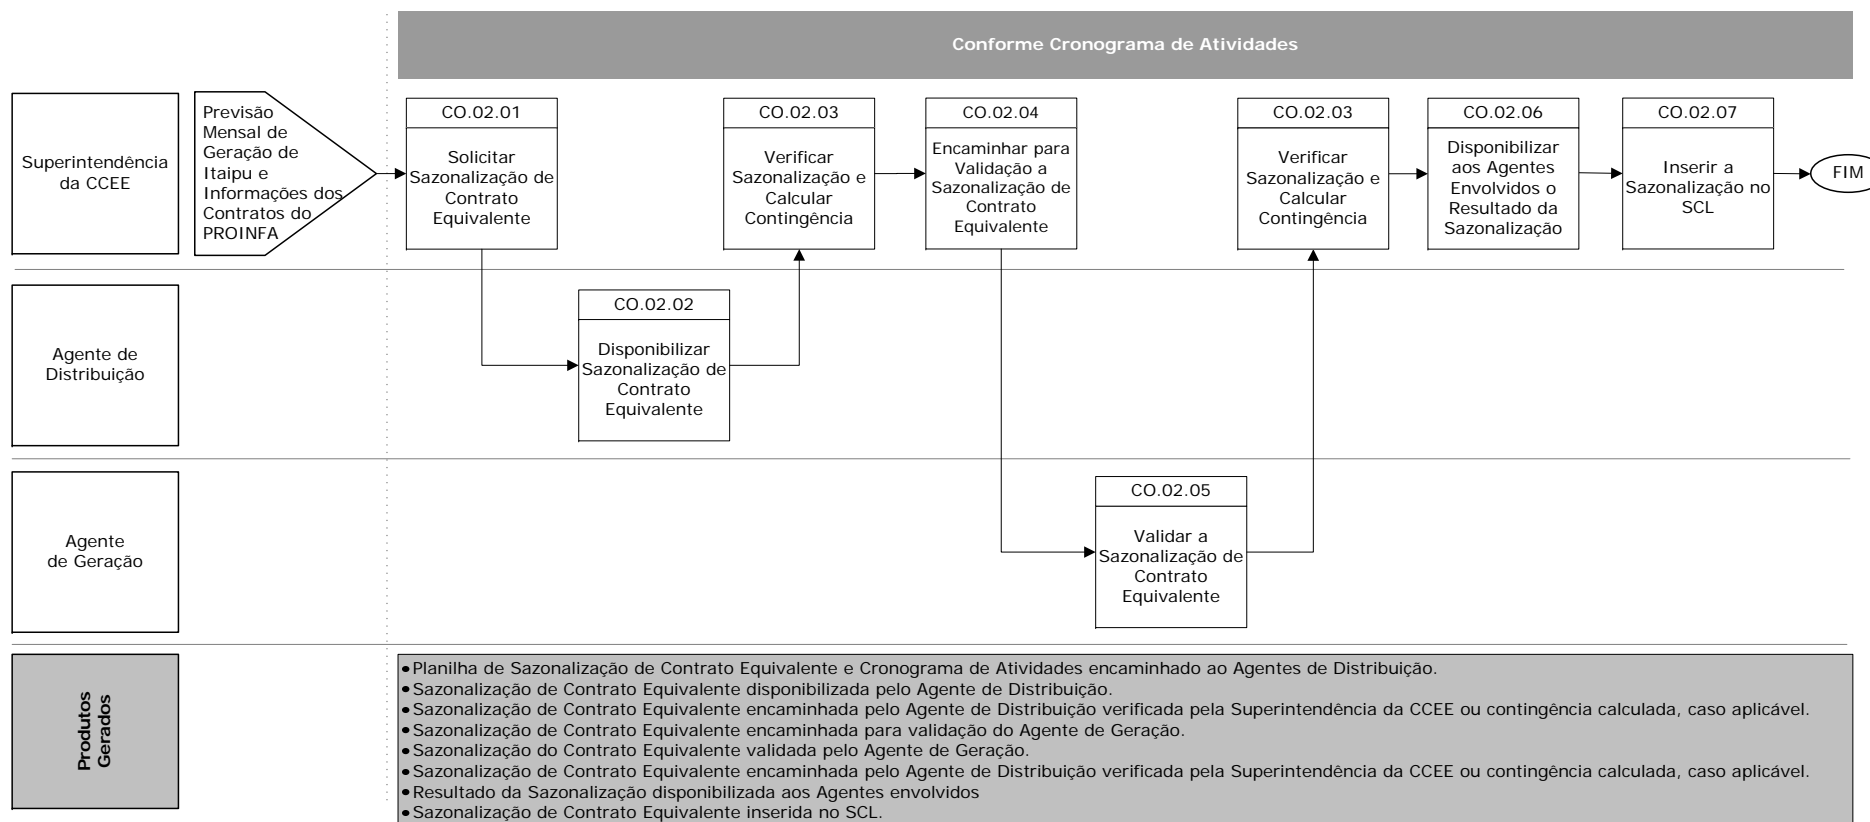 Conforme Cronograma de Atividades
Superintendência
da CCEE
Previsão
Mensal de
Geração de
Itaipu e
Informações dos
Contratos do
PROINFA
CO.02.01
Solicitar
Sazonalização de
Contrato
Equivalente
CO.02.03
Verificar
Sazonalização e
Calcular
Contingência
CO.02.04
Encaminhar para
Validação a
Sazonalização de
Contrato
Equivalente
CO.02.03
Verificar
Sazonalização e
Calcular
Contingência
CO.02.06
Disponibilizar
aos Agentes
Envolvidos o
Resultado da
Sazonalização
CO.02.07
Inserir a
Sazonalização no
SCL
FIM
Agente de
Distribuição
CO.02.02
Disponibilizar
Sazonalização de
Contrato
Equivalente
Agente
de Geração
CO.02.05
Validar a
Sazonalização de
Contrato
Equivalente
Produtos
Gerados
•Planilha de Sazonalização de Contrato Equivalente e Cronograma de Atividades encaminhado ao Agentes de Distribuição.
•Sazonalização de Contrato Equivalente disponibilizada pelo Agente de Distribuição.
•Sazonalização de Contrato Equivalente encaminhada pelo Agente de Distribuição verificada pela Superintendência da CCEE ou contingência calculada, caso aplicável.
•Sazonalização de Contrato Equivalente encaminhada para validação do Agente de Geração.
•Sazonalização do Contrato Equivalente validada pelo Agente de Geração.
•Sazonalização de Contrato Equivalente encaminhada pelo Agente de Distribuição verificada pela Superintendência da CCEE ou contingência calculada, caso aplicável.
•Resultado da Sazonalização disponibilizada aos Agentes envolvidos
•Sazonalização de Contrato Equivalente inserida no SCL.